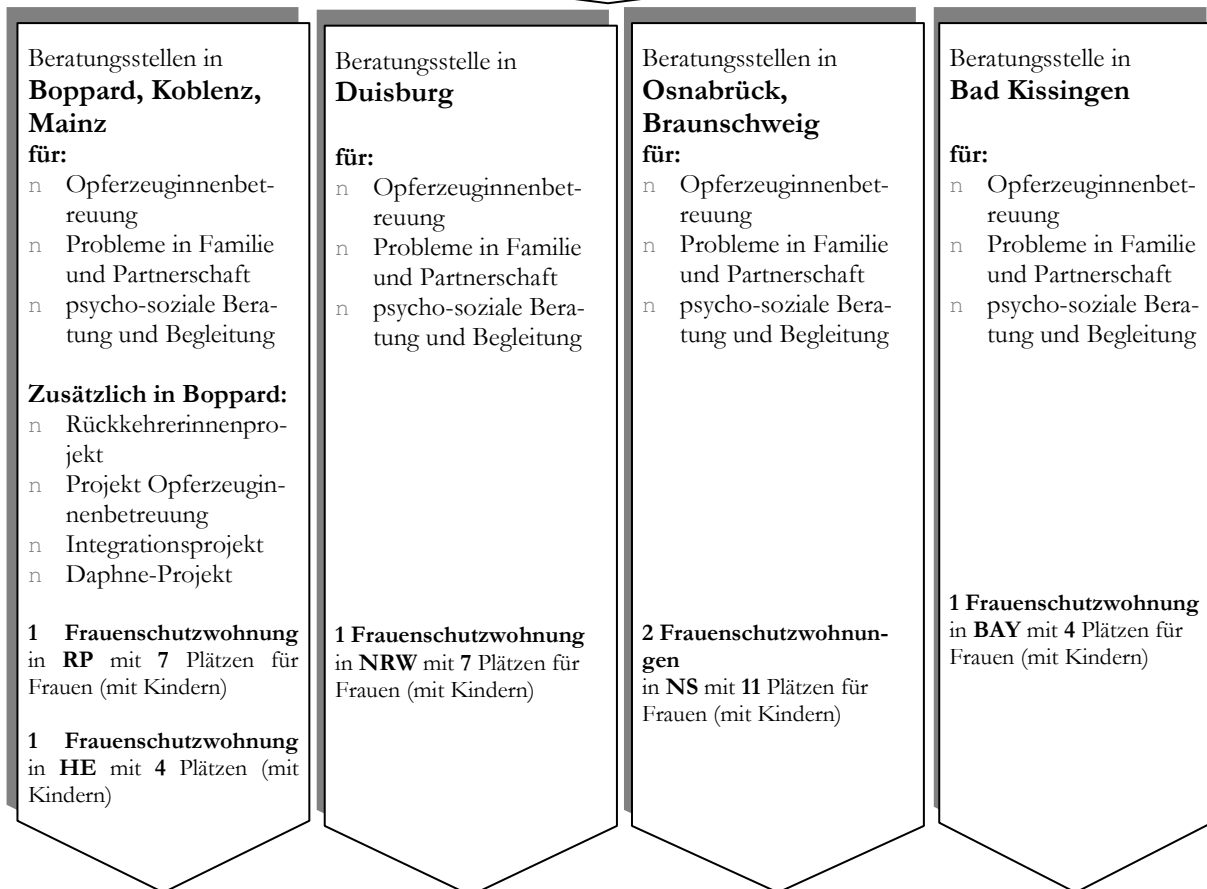 Beratungsstellen in
Boppard, Koblenz,
Mainz
für:
n Opferzeuginnenbet-
reuung
n Probleme in Familie
und Partnerschaft
n psycho-soziale Bera-
tung und Begleitung
Zusätzlich in Boppard:
n Rückkehrerinnenpro-
jekt
n Projekt Opferzeugin-
nenbetreuung
n Integrationsprojekt
n Daphne-Projekt
1 Frauenschutzwohnung
in RP mit 7 Plätzen für
Frauen (mit Kindern)
1 Frauenschutzwohnung
in HE mit 4 Plätzen (mit
Kindern)
Beratungsstelle in
Duisburg
für:
n Opferzeuginnenbet-
reuung
n Probleme in Familie
und Partnerschaft
n psycho-soziale Bera-
tung und Begleitung
1 Frauenschutzwohnung
in NRW mit 7 Plätzen für
Frauen (mit Kindern)
Beratungsstellen in
Osnabrück,
Braunschweig
für:
n Opferzeuginnenbet-
reuung
n Probleme in Familie
und Partnerschaft
n psycho-soziale Bera-
tung und Begleitung
2 Frauenschutzwohnun-
gen
in NS mit 11 Plätzen für
Frauen (mit Kindern)
Beratungsstelle in
Bad Kissingen
für:
n Opferzeuginnenbet-
reuung
n Probleme in Familie
und Partnerschaft
n psycho-soziale Bera-
tung und Begleitung
1 Frauenschutzwohnung
in BAY mit 4 Plätzen für
Frauen (mit Kindern)